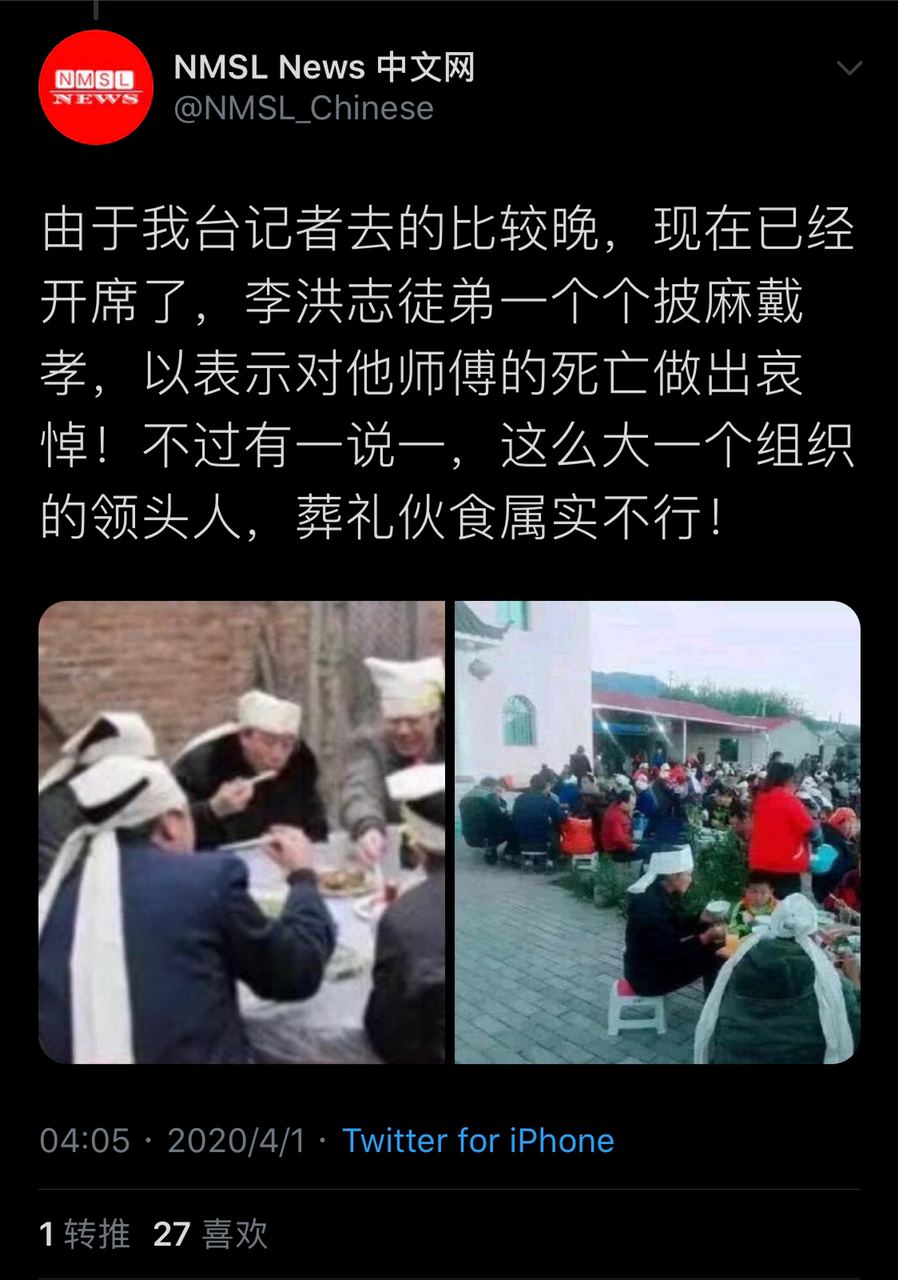 NMSL
NEWS
NMSL News 中文网
@NMSL_Chinese
由于我台记者去的比较晚，现在已经
开席了，李洪志徒弟一个个披麻戴
孝，以表示对他师傅的死亡做出哀
悼！不过有一说一，这么大一个组织
的领头人，葬礼伙食属实不行！
04:05 · 2020/4/1 · Twitter for iPhone
1 转推 27 喜欢